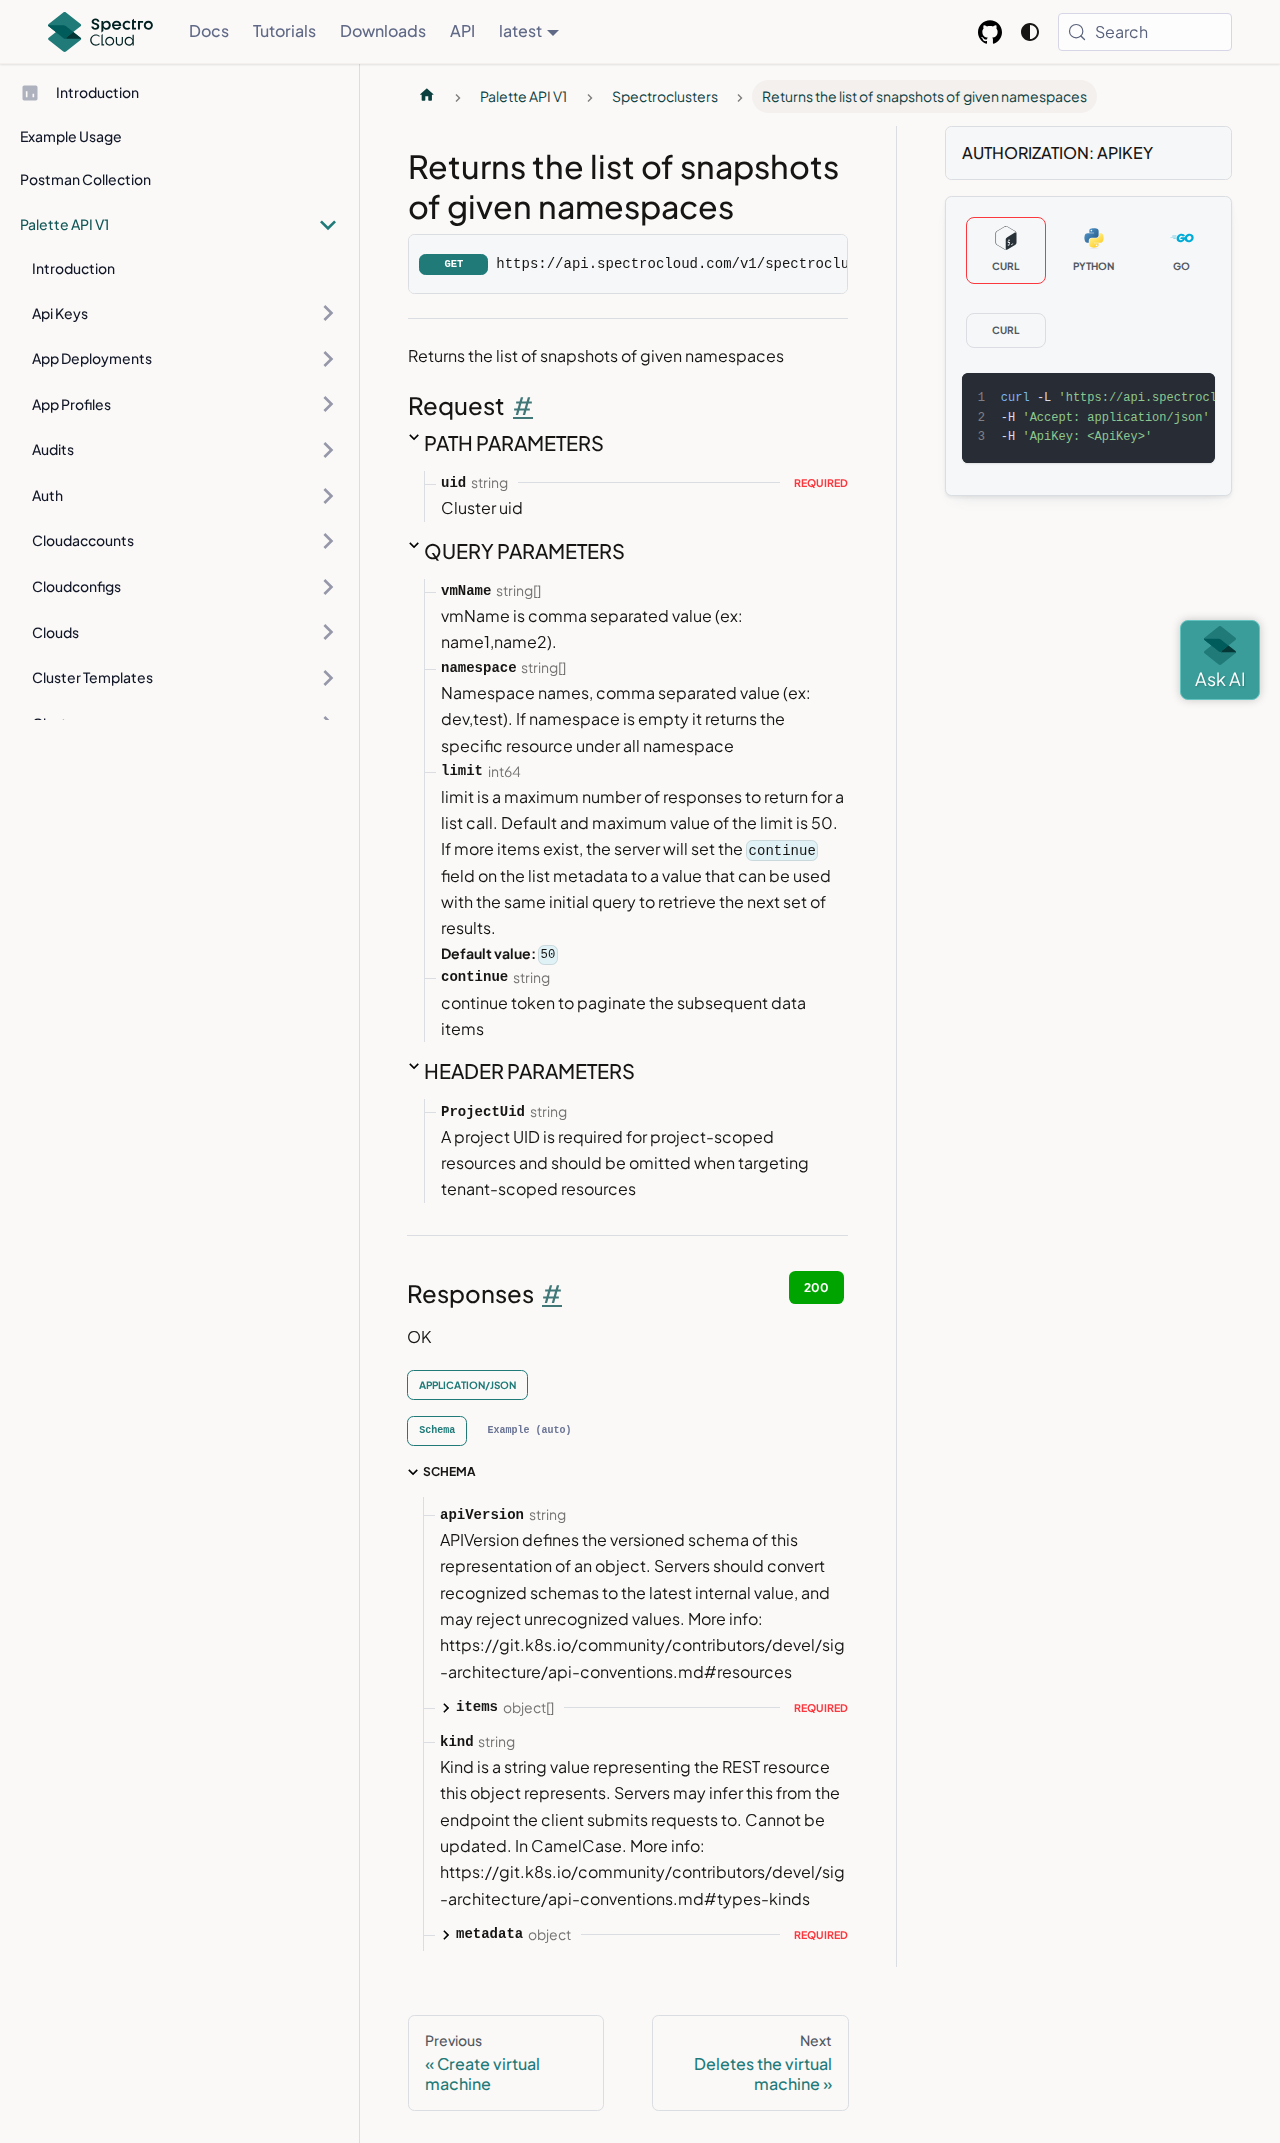 Spectro Cloud
Docs Tutorials Downloads API latest
Search
Introduction
Example Usage
Postman Collection
Palette API V1
Introduction
Api Keys
App Deployments
App Profiles
Audits
Auth
Cloudaccounts
Cloudconfigs
Clouds
Cluster Templates
Palette API V1 > Spectroclusters > Returns the list of snapshots of given namespaces
Returns the list of snapshots
of given namespaces
GET https://api.spectrocloud.com/v1/spectroclu
Returns the list of snapshots of given namespaces
Request #
PATH PARAMETERS
uid string REQUIRED
Cluster uid
QUERY PARAMETERS
vmName string[]
vmName is comma separated value (ex:
name1,name2).
namespace string[]
Namespace names, comma separated value (ex:
dev,test). If namespace is empty it returns the
specific resource under all namespace
limit int64
limit is a maximum number of responses to return for a
list call. Default and maximum value of the limit is 50.
If more items exist, the server will set the continue
field on the list metadata to a value that can be used
with the same initial query to retrieve the next set of
results.
Default value: 50
continue string
continue token to paginate the subsequent data
items
HEADER PARAMETERS
ProjectUid string
A project UID is required for project-scoped
resources and should be omitted when targeting
tenant-scoped resources
Responses #
200
OK
APPLICATION/JSON
Schema Example (auto)
SCHEMA
apiVersion string
APIVersion defines the versioned schema of this
representation of an object. Servers should convert
recognized schemas to the latest internal value, and
may reject unrecognized values. More info:
https://git.k8s.io/community/contributors/devel/sig
-architecture/api-conventions.md#resources
items object[] REQUIRED
kind string
Kind is a string value representing the REST resource
this object represents. Servers may infer this from the
endpoint the client submits requests to. Cannot be
updated. In CamelCase. More info:
https://git.k8s.io/community/contributors/devel/sig
-architecture/api-conventions.md#types-kinds
metadata object REQUIRED
Previous
« Create virtual
machine
Next
Deletes the virtual
machine »
AUTHORIZATION: APIKEY
CURL PYTHON GO
CURL
1 curl -L 'https://api.spectrocl
2 -H 'Accept: application/json'
3 -H 'ApiKey: <ApiKey>'
Ask AI